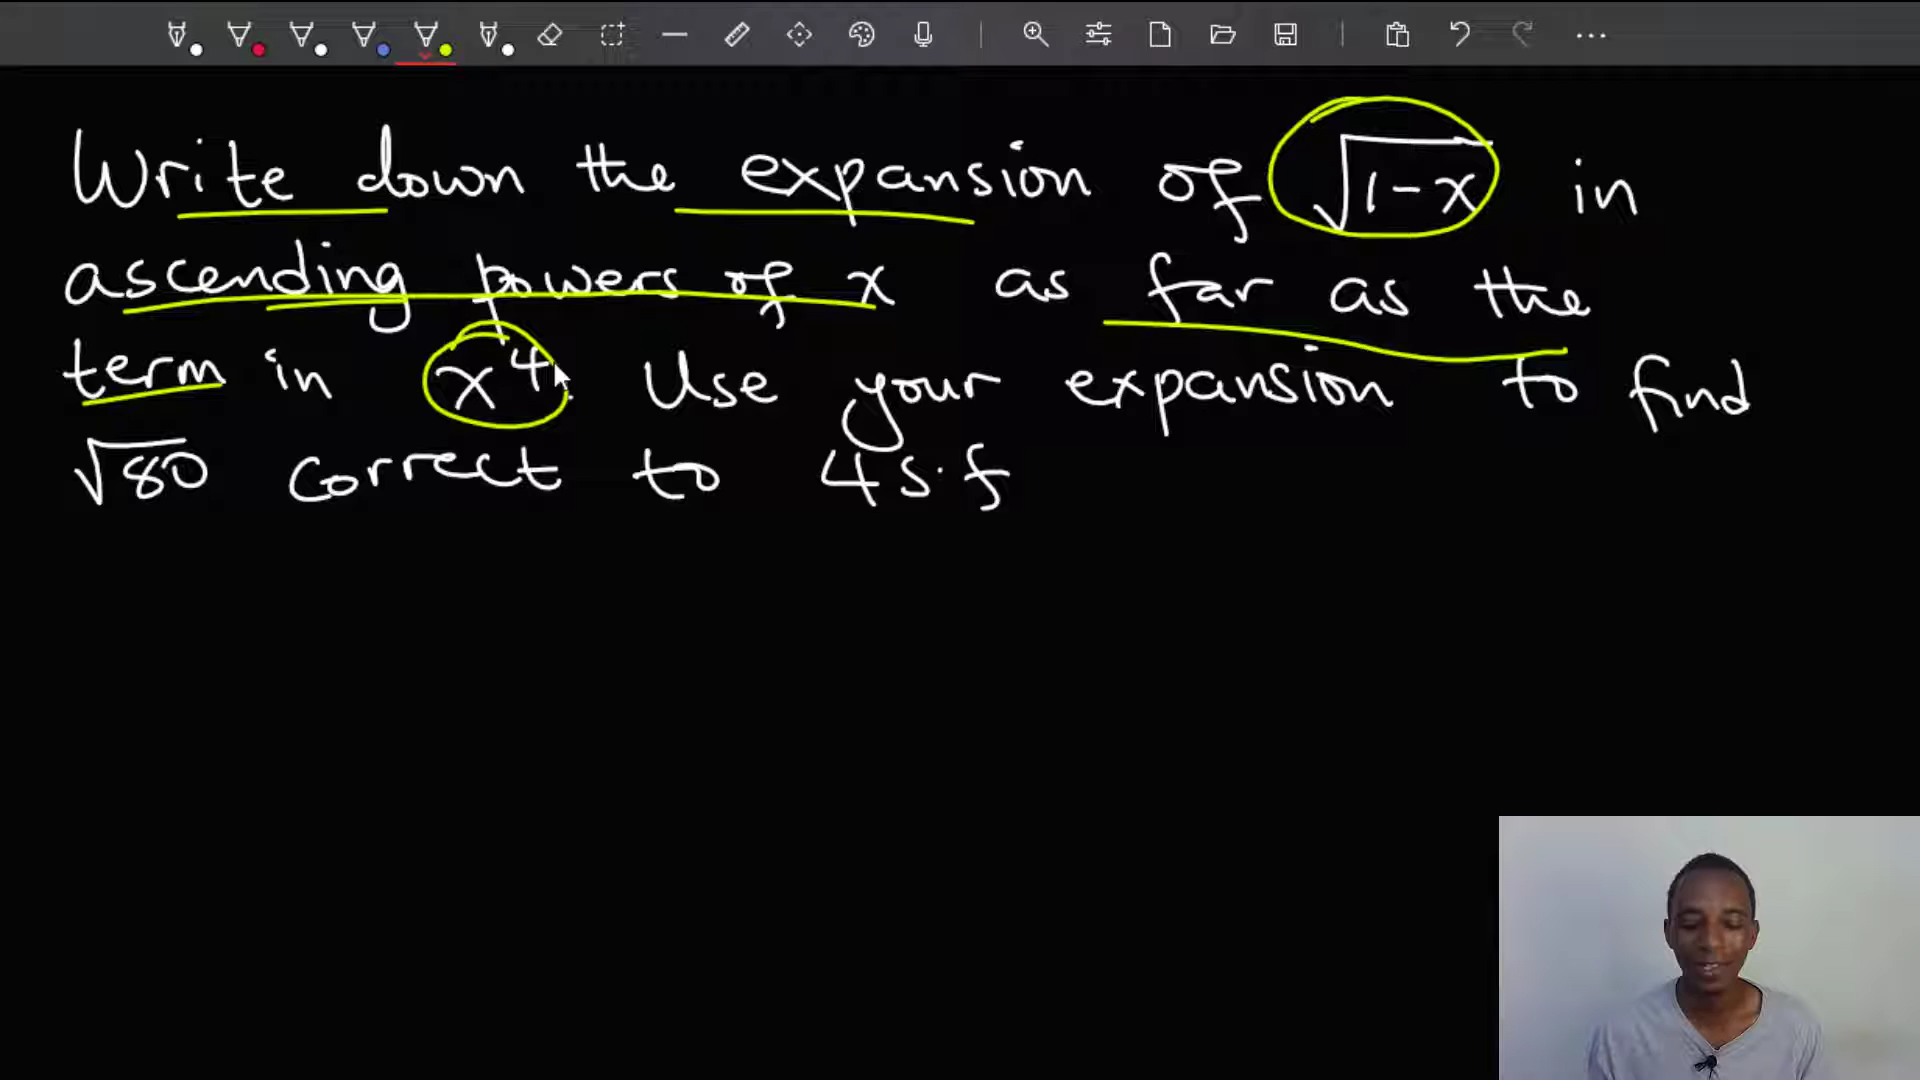 Write down the expansion of √1-x in
ascending powers of x as far as the
term in x⁴. Use your expansion to find
√80 correct to 4 s.f